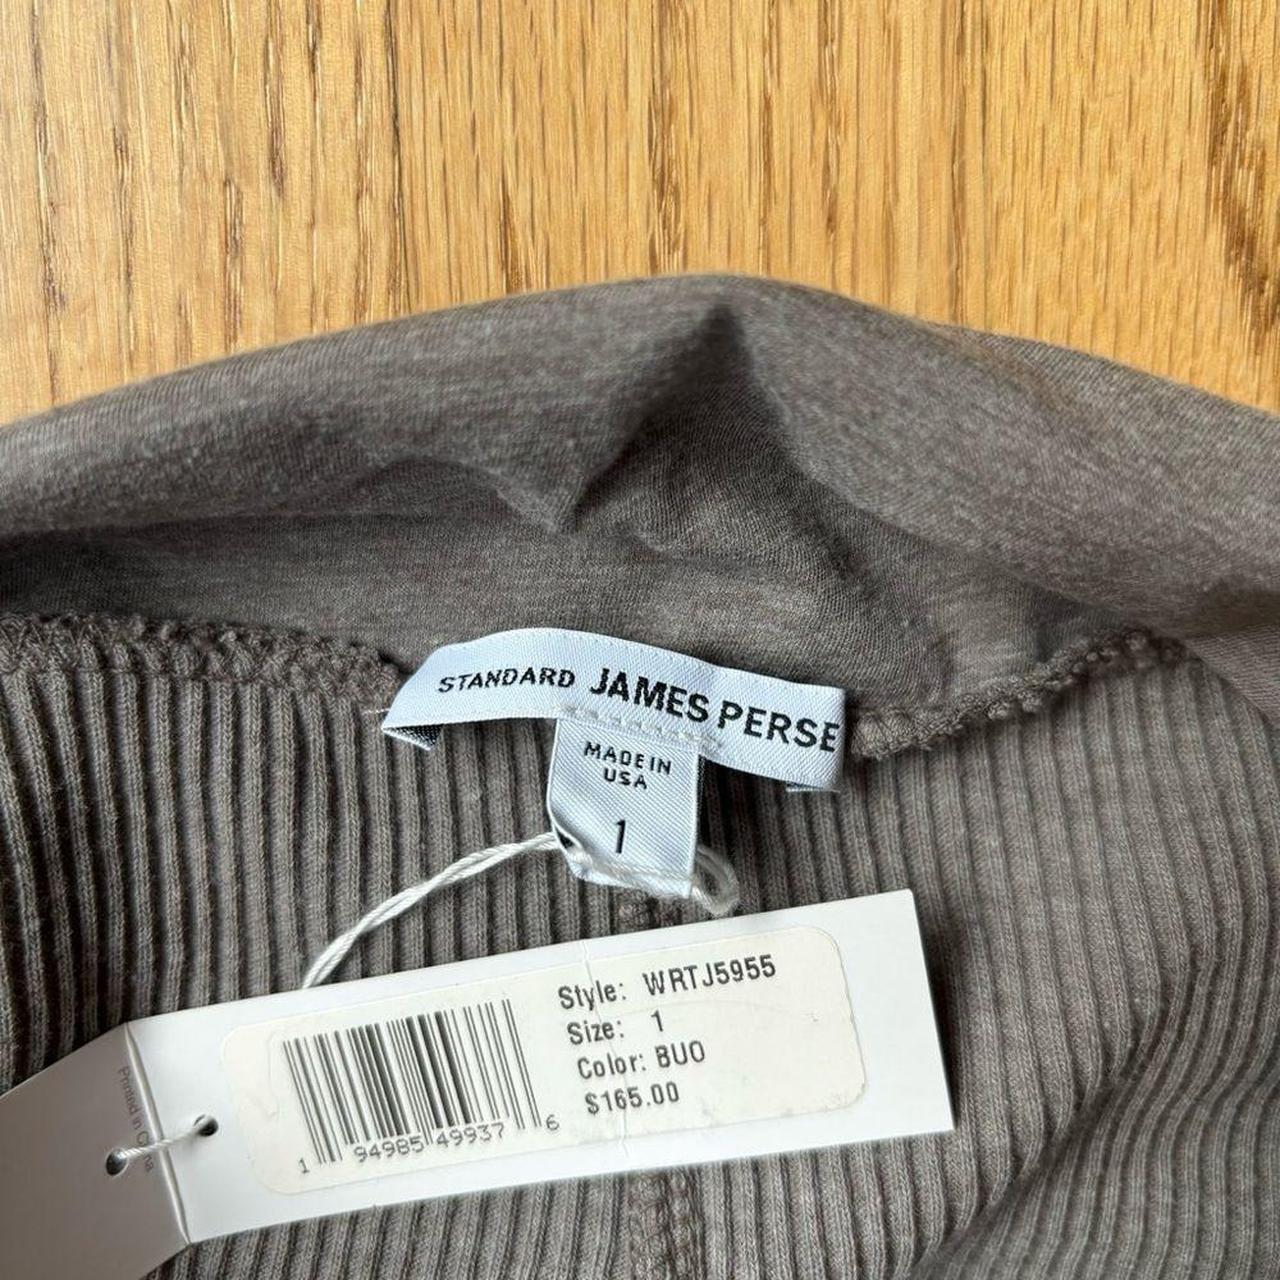 STANDARD JAMES PERSE
MADE IN
USA
1
Style: WRTJ5955
Size: 1
Color: BUO
$165.00
1 94985 49937 6
Printed in